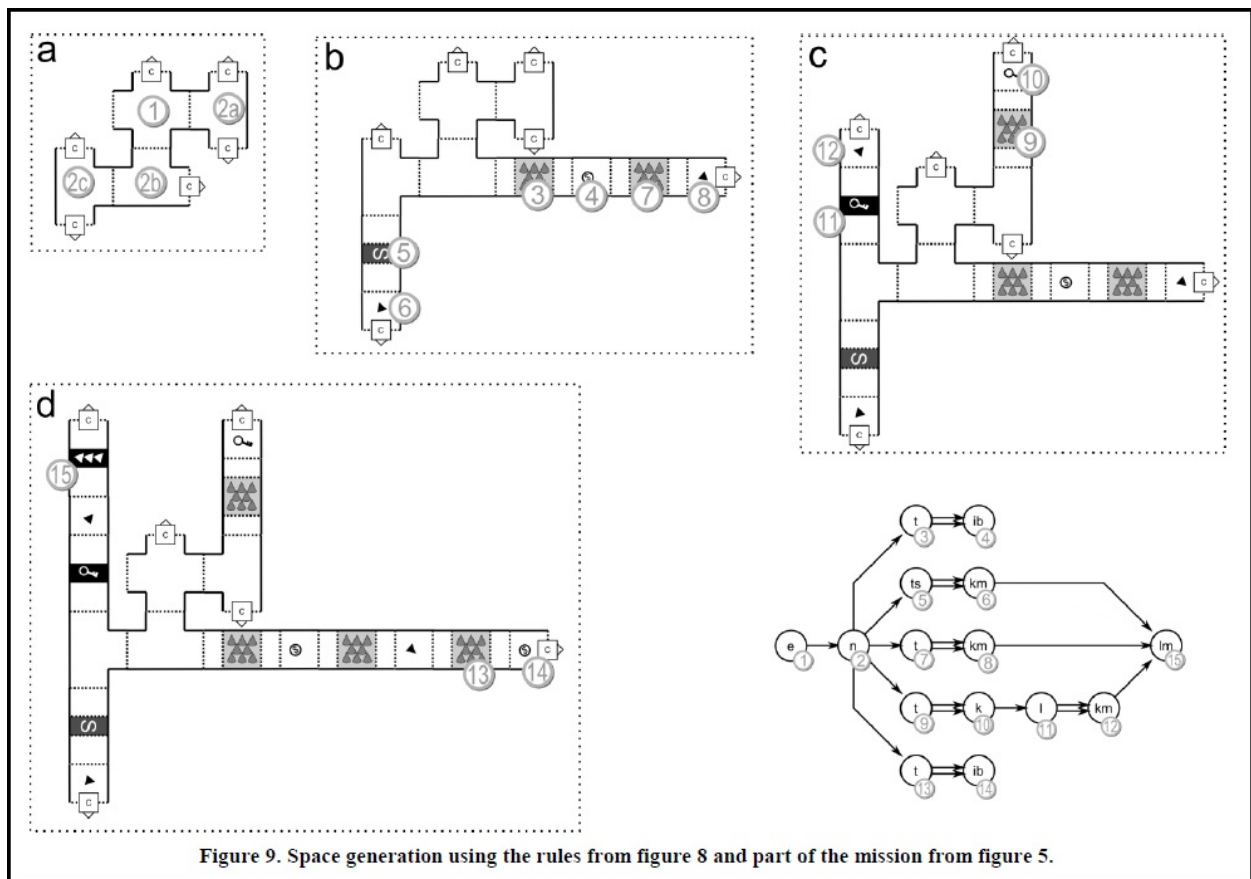 a
c
c
1
2a
c
c
2c
2b
c
c
b
c
c
c
c
3
4
7
8
c
S
5
6
c
c
c
10
9
c
12
c
11
c
c
S
c
d
c
c
15
c
c
13
14
c
S
c
t
3
ib
4
ts
5
km
6
e
1
n
2
t
7
km
8
lm
15
t
9
k
10
l
11
km
12
t
13
ib
14
Figure 9. Space generation using the rules from figure 8 and part of the mission from figure 5.